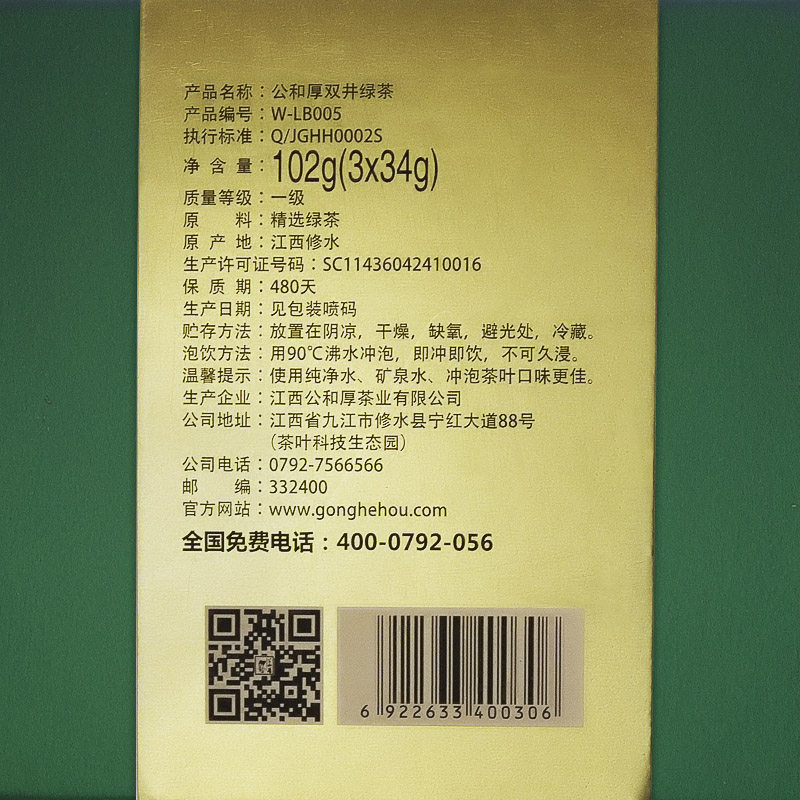 产品名称：公和厚双井绿茶
产品编号：W-LB005
执行标准：Q/JGHH0002S
净含量：102g(3x34g)
质量等级：一级
原料：精选绿茶
原产地：江西修水
生产许可证号码：SC11436042410016
保质期：480天
生产日期：见包装喷码
贮存方法：放置在阴凉，干燥，缺氧，避光处，冷藏。
泡饮方法：用90℃沸水冲泡，即冲即饮，不可久浸。
温馨提示：使用纯净水、矿泉水、冲泡茶叶口味更佳。
生产企业：江西公和厚茶业有限公司
公司地址：江西省九江市修水县宁红大道88号
（茶叶科技生态园）
公司电话：0792-7566566
邮编：332400
官方网站：www.gonghehou.com
全国免费电话：400-0792-056
6 922633 400306